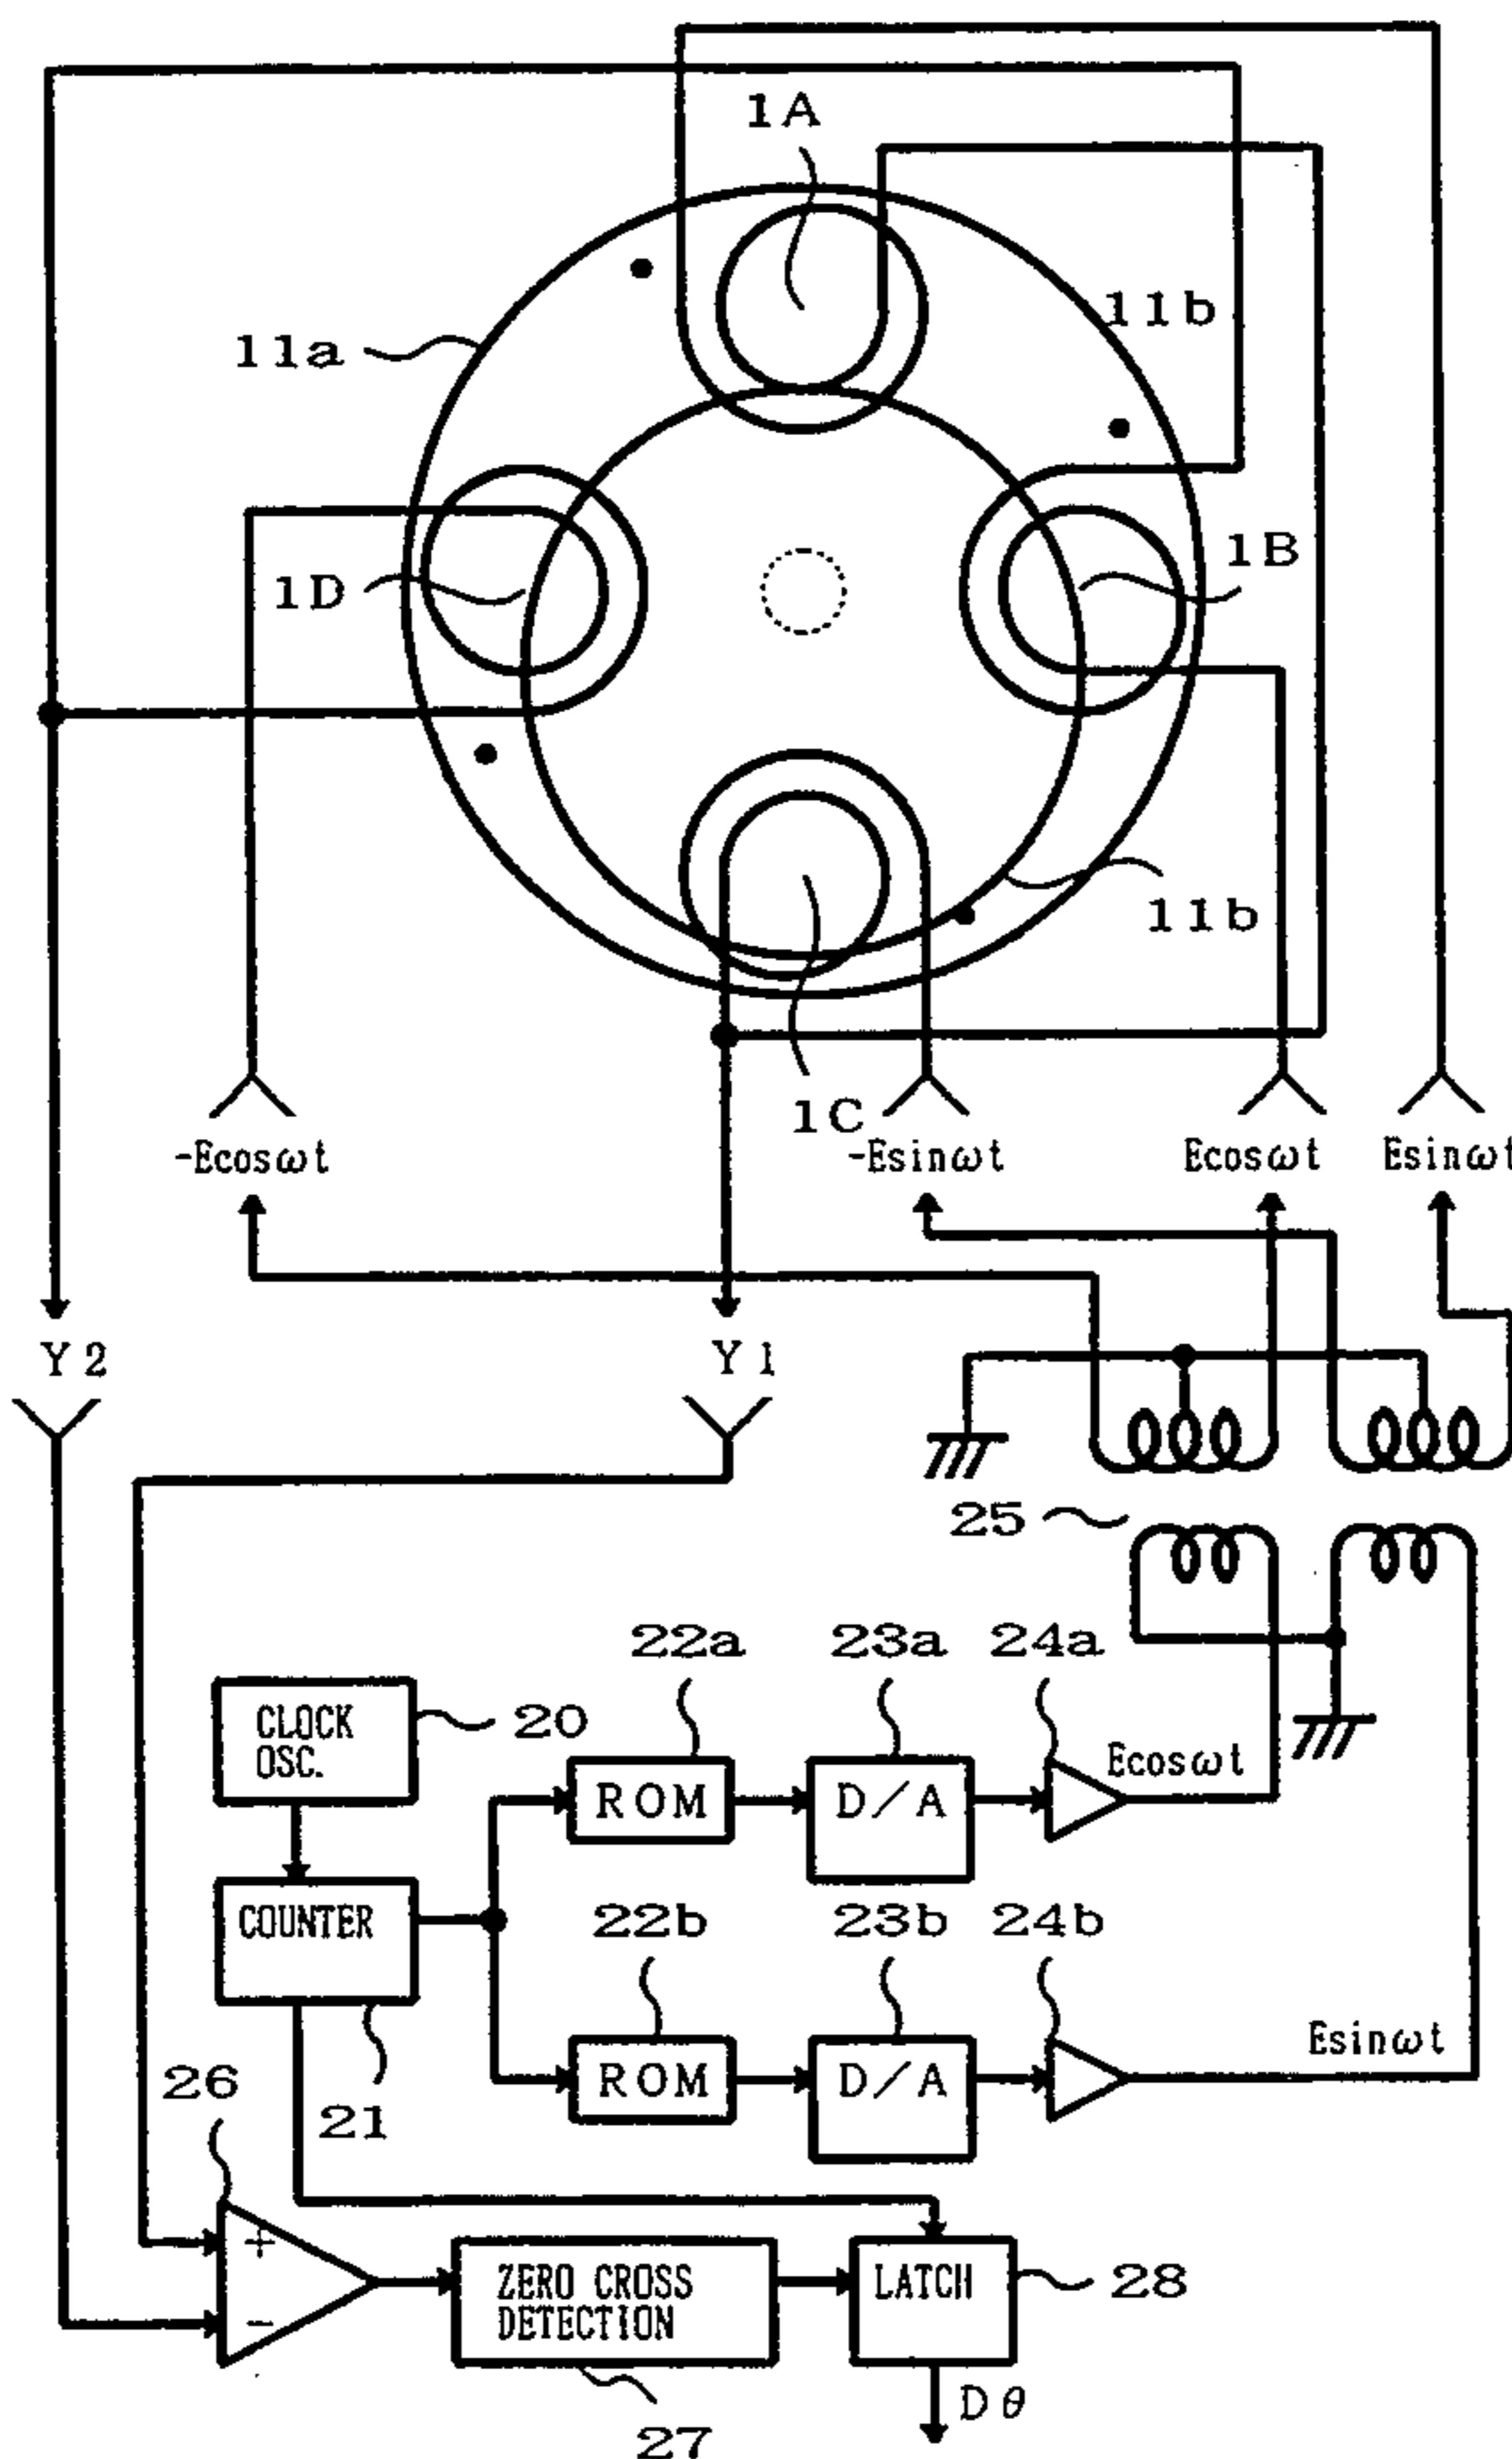 1A
11b
11a
1B
1D
11b
1C
-Ecosωt
-Esinωt
Ecosωt
Esinωt
Y2
Y1
25
22a
23a
24a
CLOCK
OSC.
20
Ecosωt
ROM
D/A
COUNTER
22b
23b
24b
Esinωt
26
ROM
D/A
21
+
ZERO CROSS
DETECTION
LATCH
28
-
Dθ
27